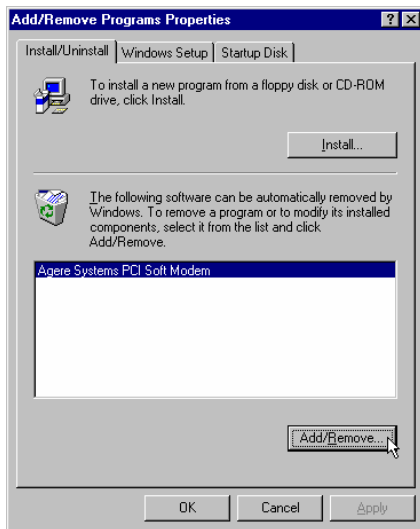 Add/Remove Programs Properties
Install/Uninstall
Windows Setup
Startup Disk
To install a new program from a floppy disk or CD-ROM
drive, click Install.
Install...
The following software can be automatically removed by
Windows. To remove a program or to modify its installed
components, select it from the list and click
Add/Remove.
Agere Systems PCI Soft Modem
Add/Remove...
OK
Cancel
Apply